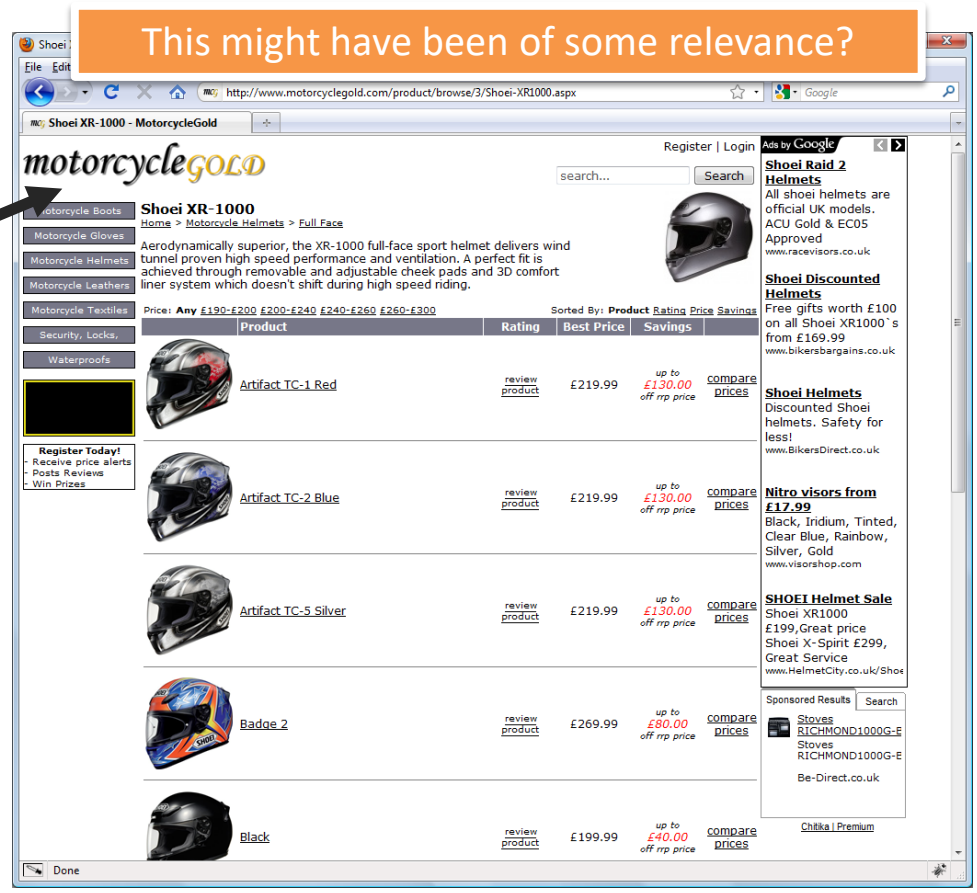 This might have been of some relevance?
Shoei
File Edit
http://www.motorcyclegold.com/product/browse/3/Shoei-XR1000.aspx
Google
Shoei XR-1000 - MotorcycleGold
motorcycleGOLD
Register | Login
search... Search
Motorcycle Boots
Motorcycle Gloves
Motorcycle Helmets
Motorcycle Leathers
Motorcycle Textiles
Security, Locks,
Waterproofs
Register Today!
- Receive price alerts
- Posts Reviews
- Win Prizes
Shoei XR-1000
Home > Motorcycle Helmets > Full Face
Aerodynamically superior, the XR-1000 full-face sport helmet delivers wind
tunnel proven high speed performance and ventilation. A perfect fit is
achieved through removable and adjustable cheek pads and 3D comfort
liner system which doesn't shift during high speed riding.
Price: Any £190-£200 £200-£240 £240-£260 £260-£300 Sorted By: Product Rating Price Savings
Product Rating Best Price Savings
Artifact TC-1 Red
review
product
£219.99
up to
£130.00
off rrp price
compare
prices
Artifact TC-2 Blue
review
product
£219.99
up to
£130.00
off rrp price
compare
prices
Artifact TC-5 Silver
review
product
£219.99
up to
£130.00
off rrp price
compare
prices
Badge 2
review
product
£269.99
up to
£80.00
off rrp price
compare
prices
Black
review
product
£199.99
up to
£40.00
off rrp price
compare
prices
Ads by Google
Shoei Raid 2
Helmets
All shoei helmets are
official UK models.
ACU Gold & EC05
Approved
www.racevisors.co.uk
Shoei Discounted
Helmets
Free gifts worth £100
on all Shoei XR1000`s
from £169.99
www.bikersbargains.co.uk
Shoei Helmets
Discounted Shoei
helmets. Safety for
less!
www.BikersDirect.co.uk
Nitro visors from
£17.99
Black, Iridium, Tinted,
Clear Blue, Rainbow,
Silver, Gold
www.visorshop.com
SHOEI Helmet Sale
Shoei XR1000
£199,Great price
Shoei X-Spirit £299,
Great Service
www.HelmetCity.co.uk/Shoe
Sponsored Results Search
Stoves
RICHMOND1000G-E
Stoves
RICHMOND1000G-E
Be-Direct.co.uk
Chitika | Premium
Done